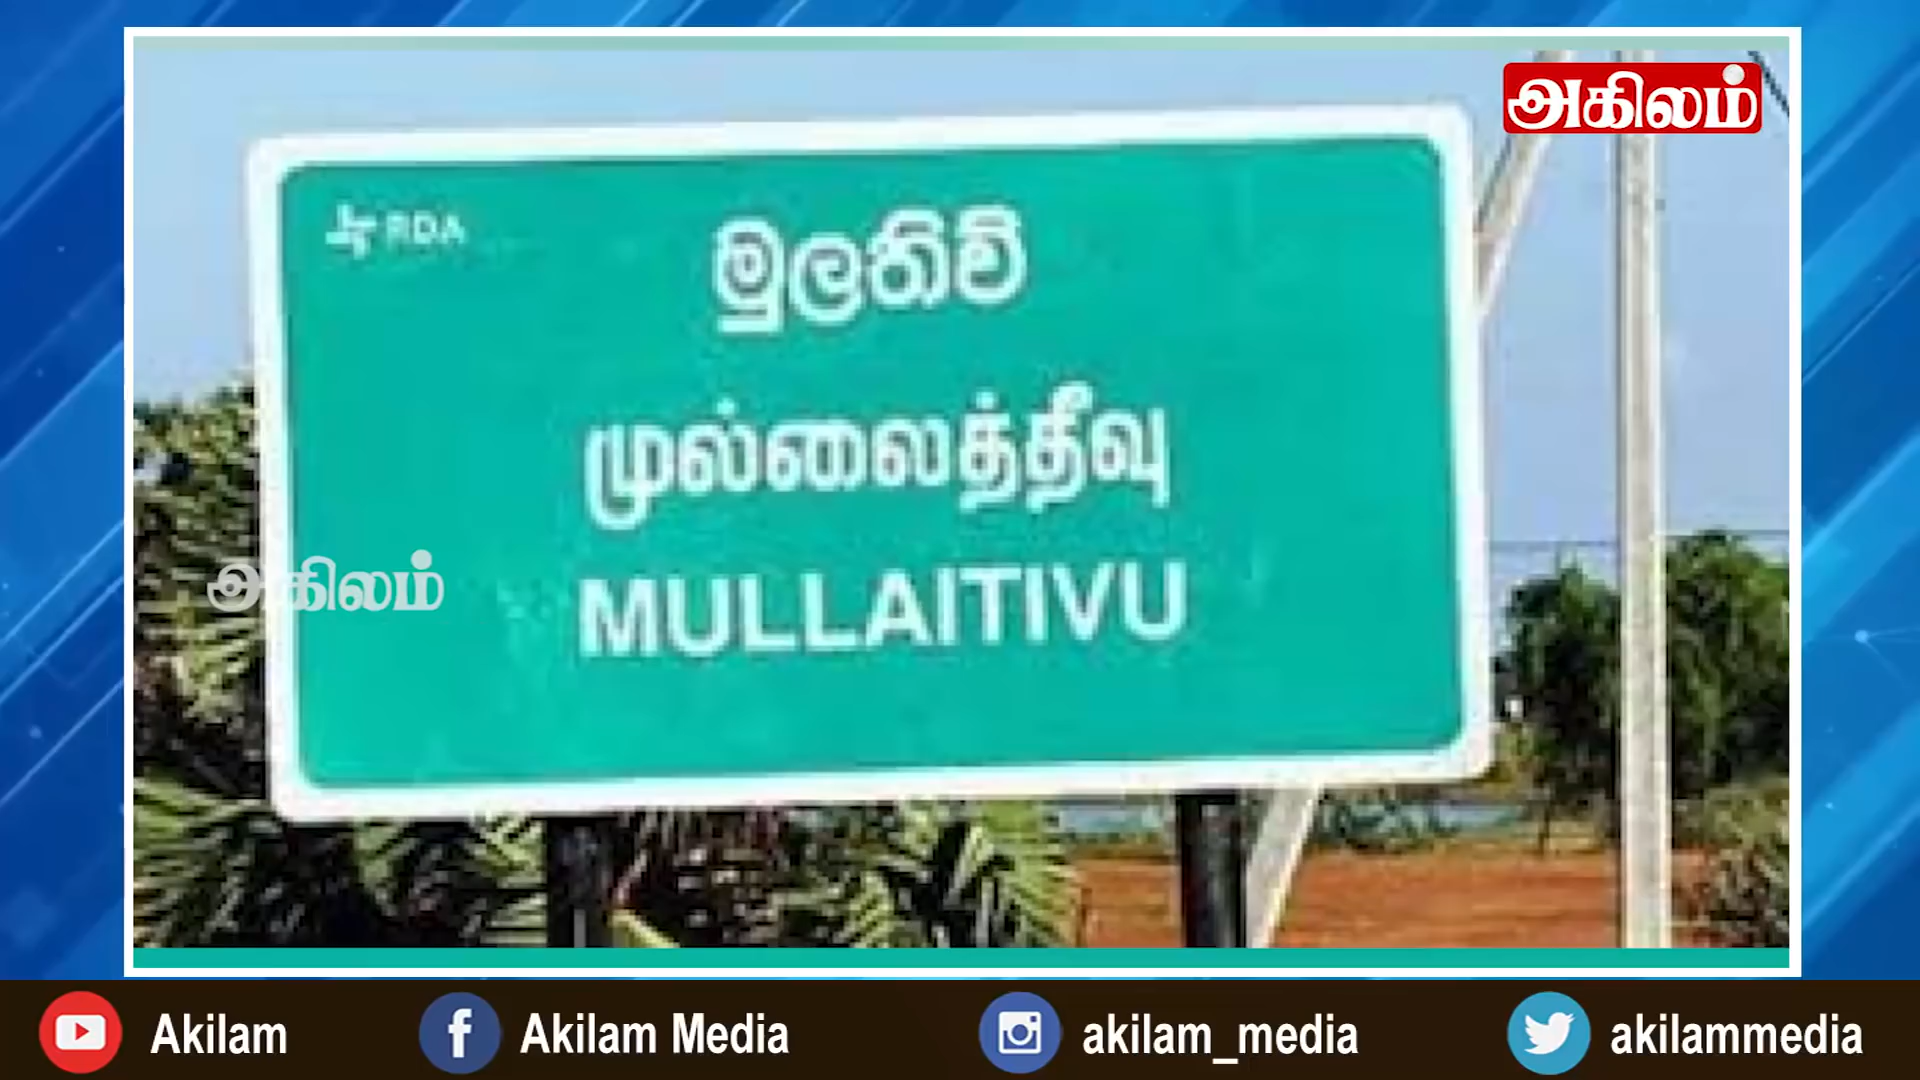 அகிலம்
RDA
මුලතිව්
முல்லைத்தீவு
அகிலம்
MULLAITIVU
Akilam
Akilam Media
akilam_media
akilammedia